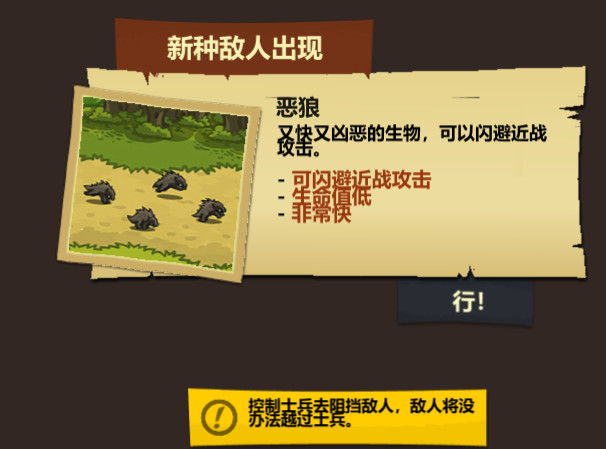 新种敌人出现
恶狼
又快又凶恶的生物，可以闪避近战
攻击。
- 可闪避近战攻击
- 生命值低
- 非常快
行！
控制士兵去阻挡敌人，敌人将没
办法越过士兵。